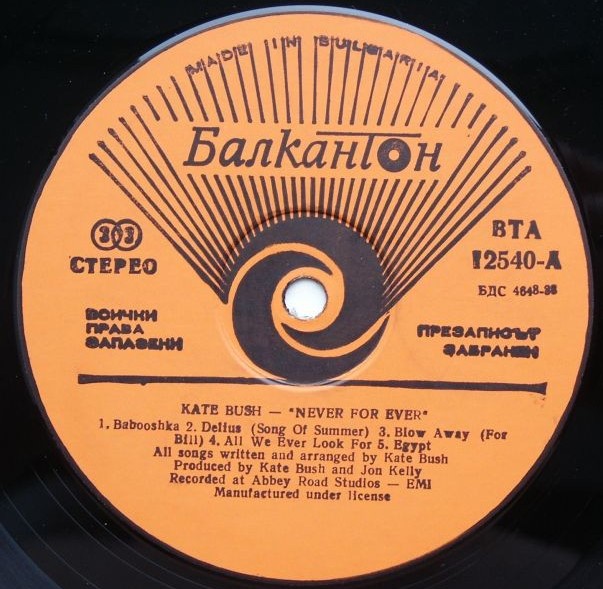 MADE IN BULGARIA
Балкантон
СТЕРЕО
ВТА
12540-А
БДС 4648-88
ВСИЧКИ
ПРАВА
ЗАПАЗЕНИ
ПРЕЗАПИСЪТ
ЗАБРАНЕН
KATE BUSH — "NEVER FOR EVER"
1. Babooshka 2. Delius (Song Of Summer) 3. Blow Away (For
Bill) 4. All We Ever Look For 5. Egypt
All songs written and arranged by Kate Bush
Produced by Kate Bush and Jon Kelly
Recorded at Abbey Road Studios — EMI
Manufactured under license